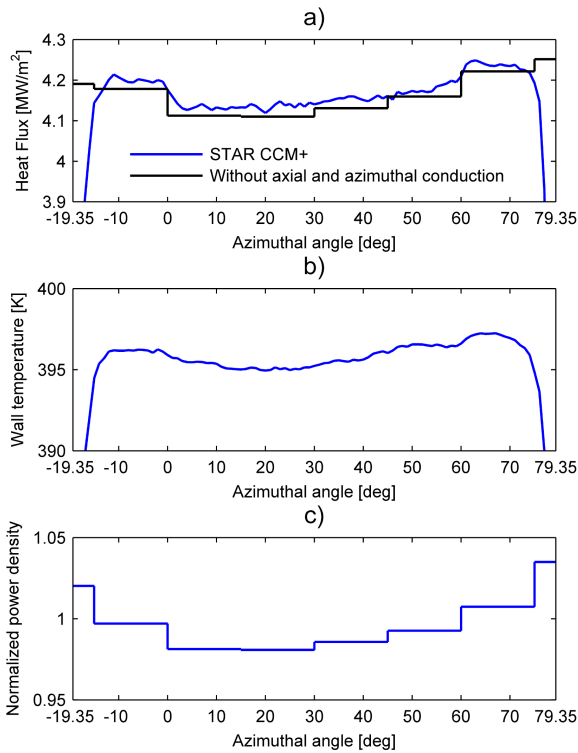 a)
4.3
4.2
4.1
4
3.9
Heat Flux [MW/m²]
STAR CCM+
Without axial and azimuthal conduction
-19.35 -10 0 10 20 30 40 50 60 70 79.35
Azimuthal angle [deg]
b)
400
395
390
Wall temperature [K]
-19.35 -10 0 10 20 30 40 50 60 70 79.35
Azimuthal angle [deg]
c)
1.05
1
0.95
Normalized power density
-19.35 -10 0 10 20 30 40 50 60 70 79.35
Azimuthal angle [deg]